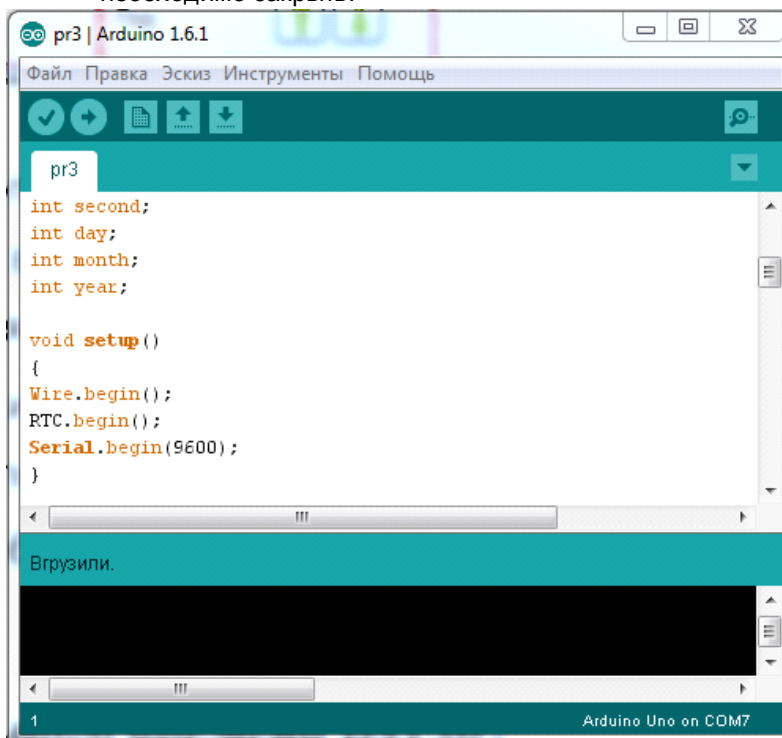 pr3 | Arduino 1.6.1
Файл Правка Эскиз Инструменты Помощь
pr3
int second;
int day;
int month;
int year;
void setup()
{
Wire.begin();
RTC.begin();
Serial.begin(9600);
}
Вгрузили.
1 Arduino Uno on COM7